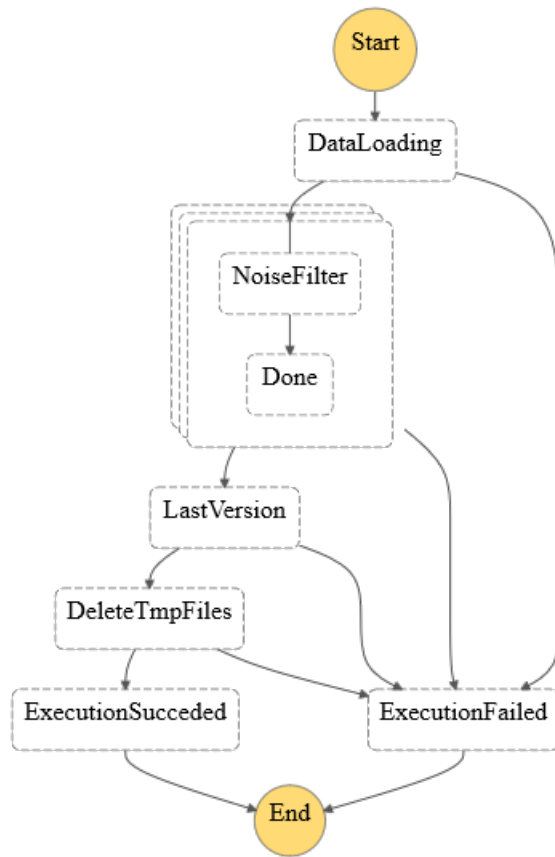 Start
DataLoading
NoiseFilter
Done
LastVersion
DeleteTmpFiles
ExecutionSucceded
ExecutionFailed
End